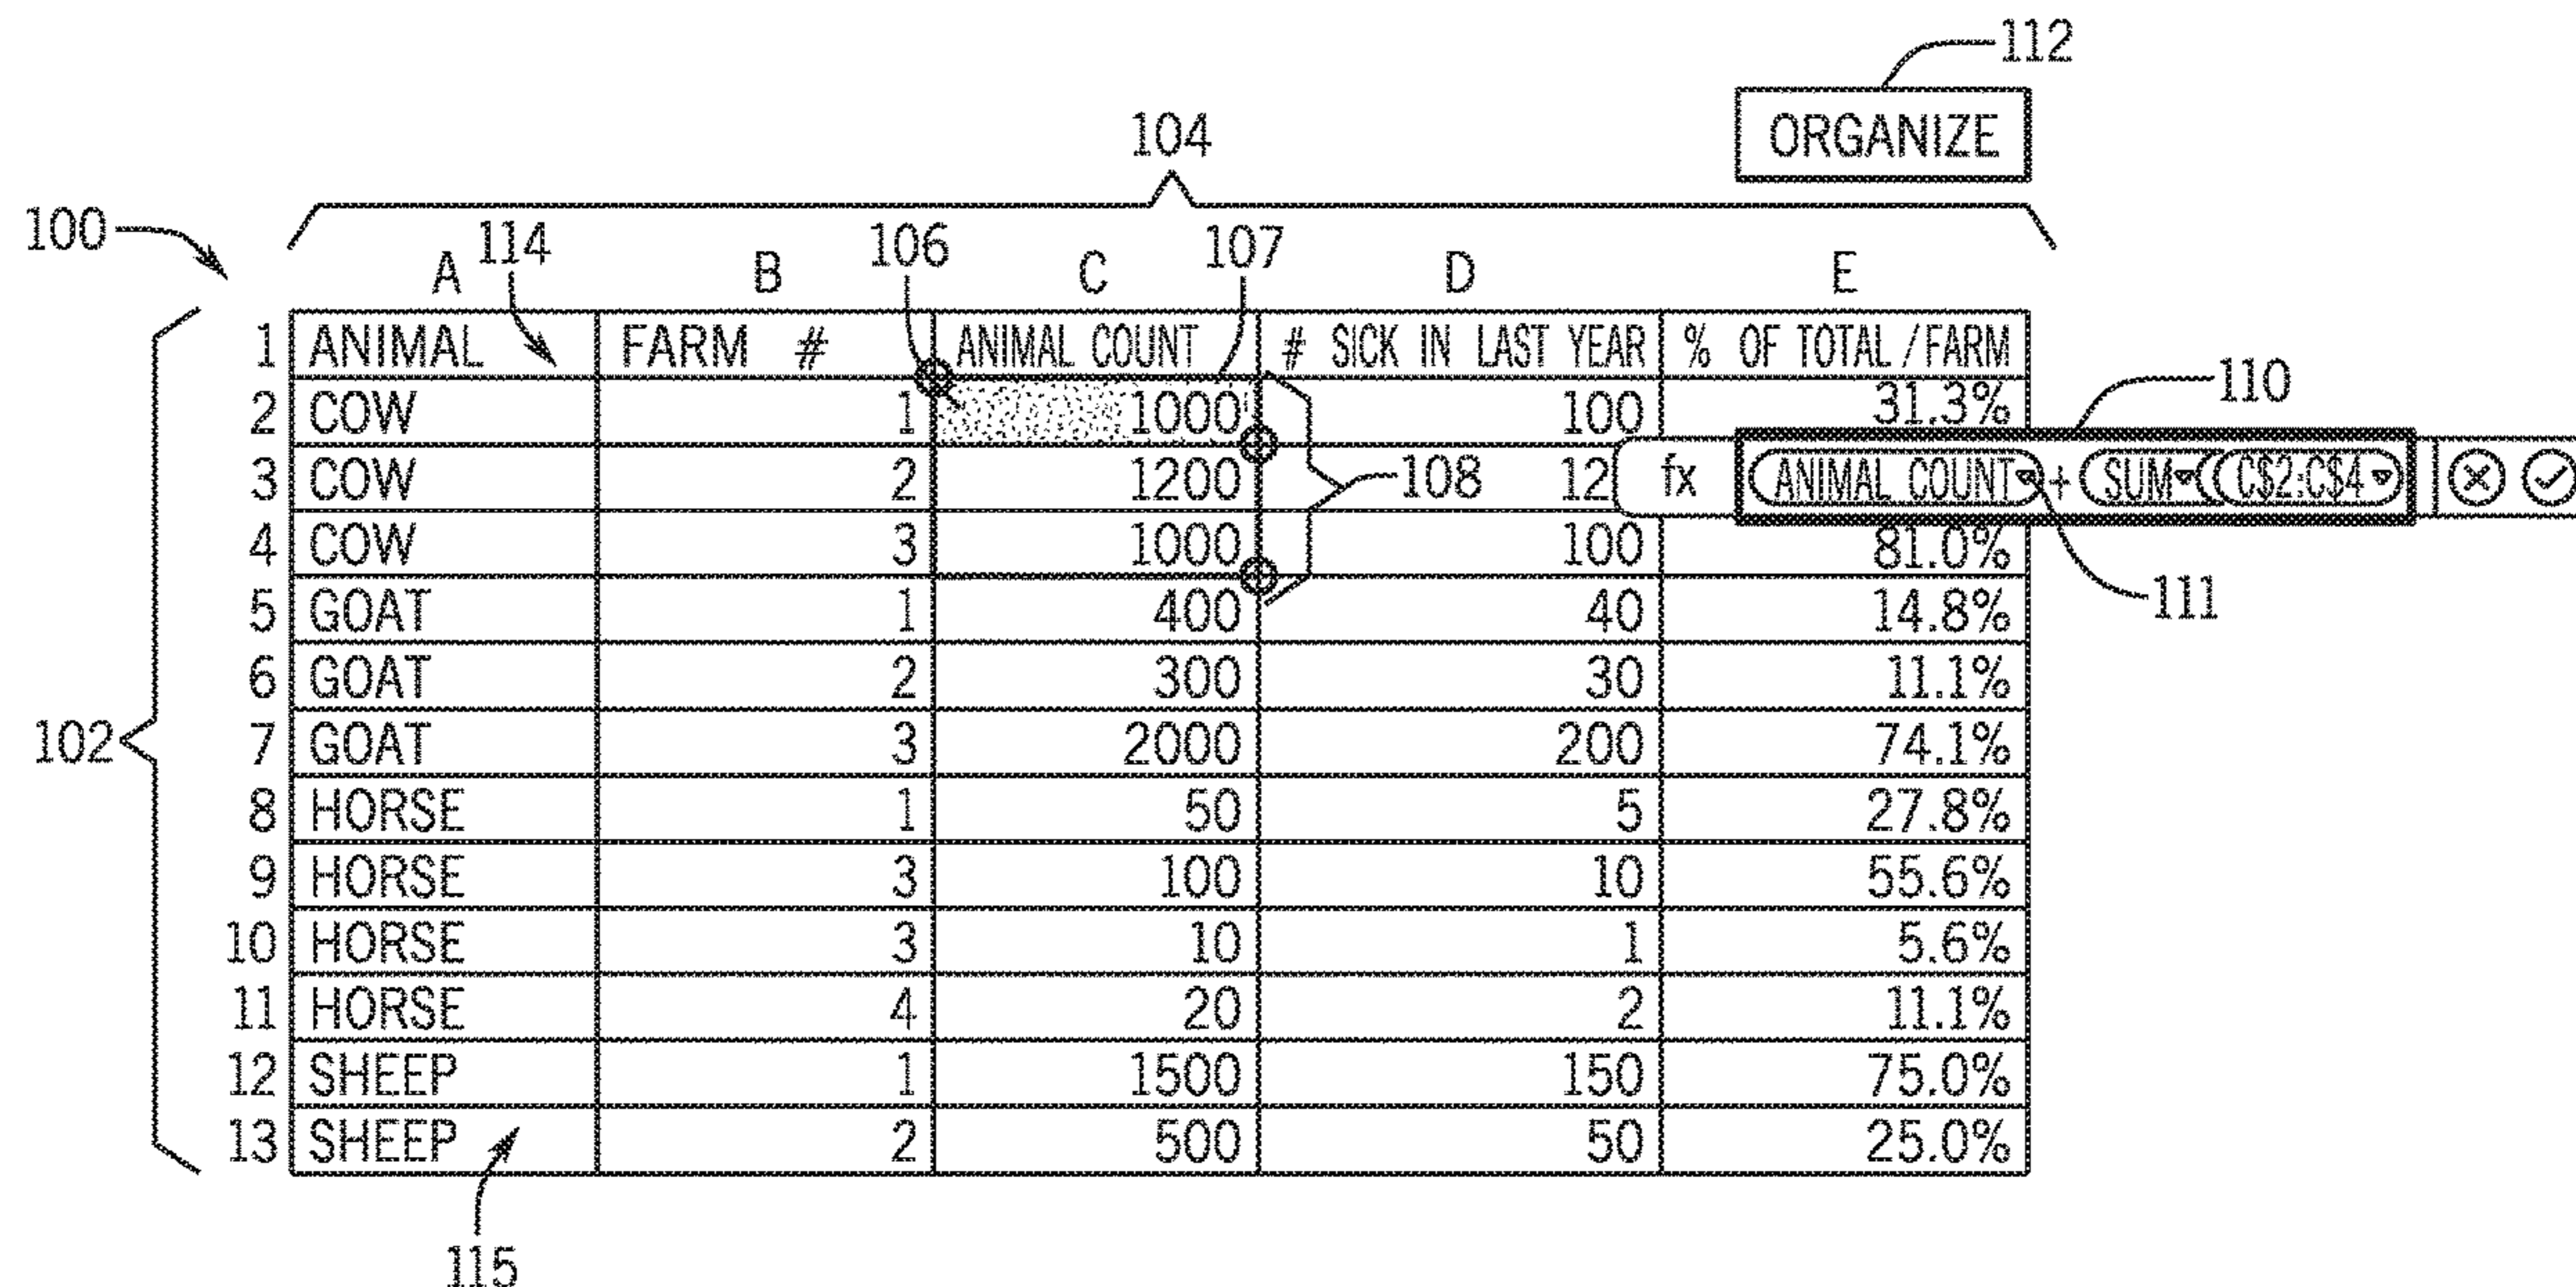 112
ORGANIZE
104
100
114
106
107
A B C D E
1 ANIMAL FARM # ANIMAL COUNT # SICK IN LAST YEAR % OF TOTAL /FARM
110
2 COW 1 1000 100 31.3%
3 COW 2 1200 12 fx ANIMAL COUNT + SUM ( C$2:C$4
108
4 COW 3 1000 100 81.0%
111
5 GOAT 1 400 40 14.8%
6 GOAT 2 300 30 11.1%
102
7 GOAT 3 2000 200 74.1%
8 HORSE 1 50 5 27.8%
9 HORSE 3 100 10 55.6%
10 HORSE 3 10 1 5.6%
11 HORSE 4 20 2 11.1%
12 SHEEP 1 1500 150 75.0%
13 SHEEP 2 500 50 25.0%
115